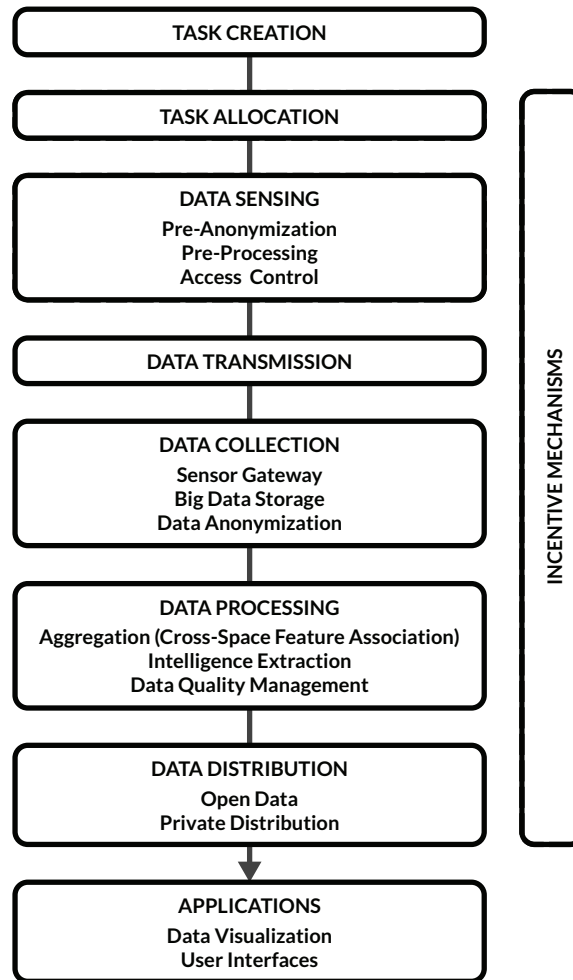 TASK CREATION
TASK ALLOCATION
DATA SENSING
Pre-Anonymization
Pre-Processing
Access Control
DATA TRANSMISSION
DATA COLLECTION
Sensor Gateway
Big Data Storage
Data Anonymization
DATA PROCESSING
Aggregation (Cross-Space Feature Association)
Intelligence Extraction
Data Quality Management
DATA DISTRIBUTION
Open Data
Private Distribution
APPLICATIONS
Data Visualization
User Interfaces
INCENTIVE MECHANISMS